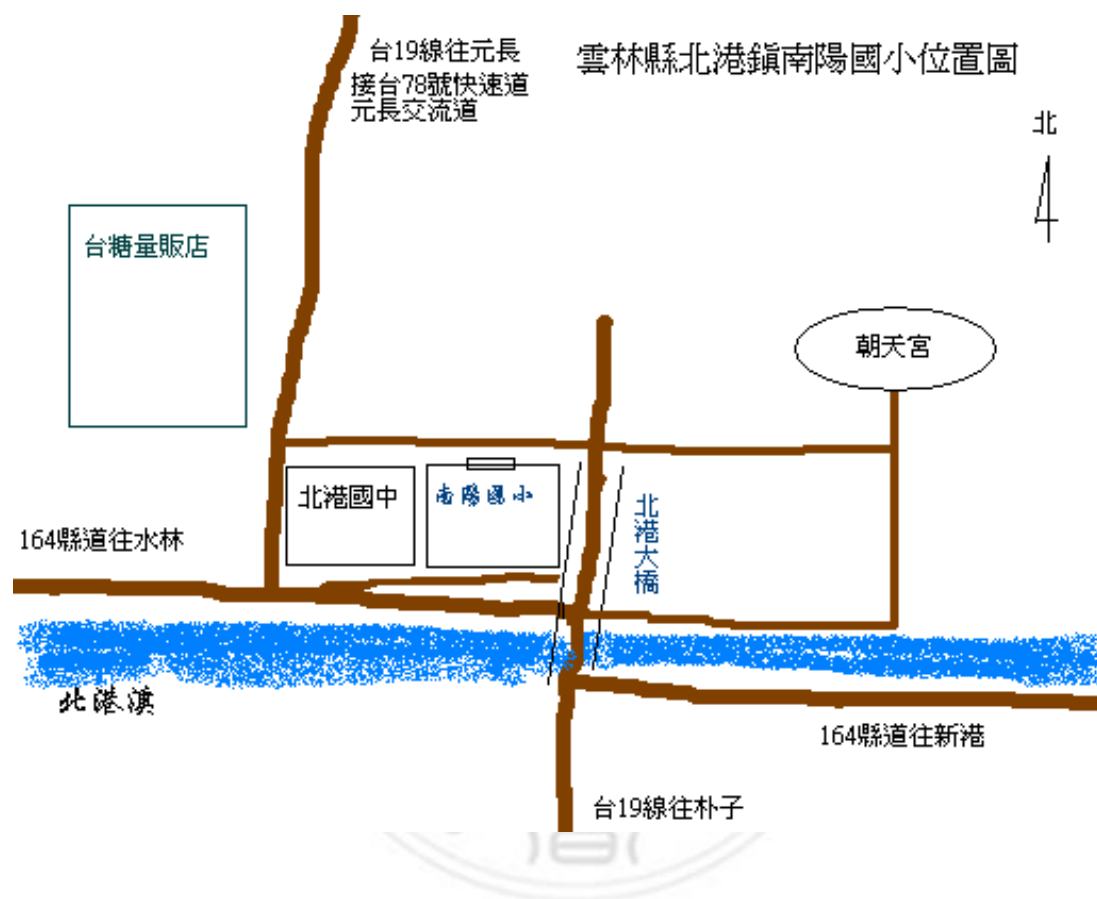 台19線往元長
接台78號快速道
元長交流道
雲林縣北港鎮南陽國小位置圖
北
台糖量販店
朝天宮
北港國中
南陽國小
北港大橋
164縣道往水林
北港溪
164縣道往新港
台19線往朴子